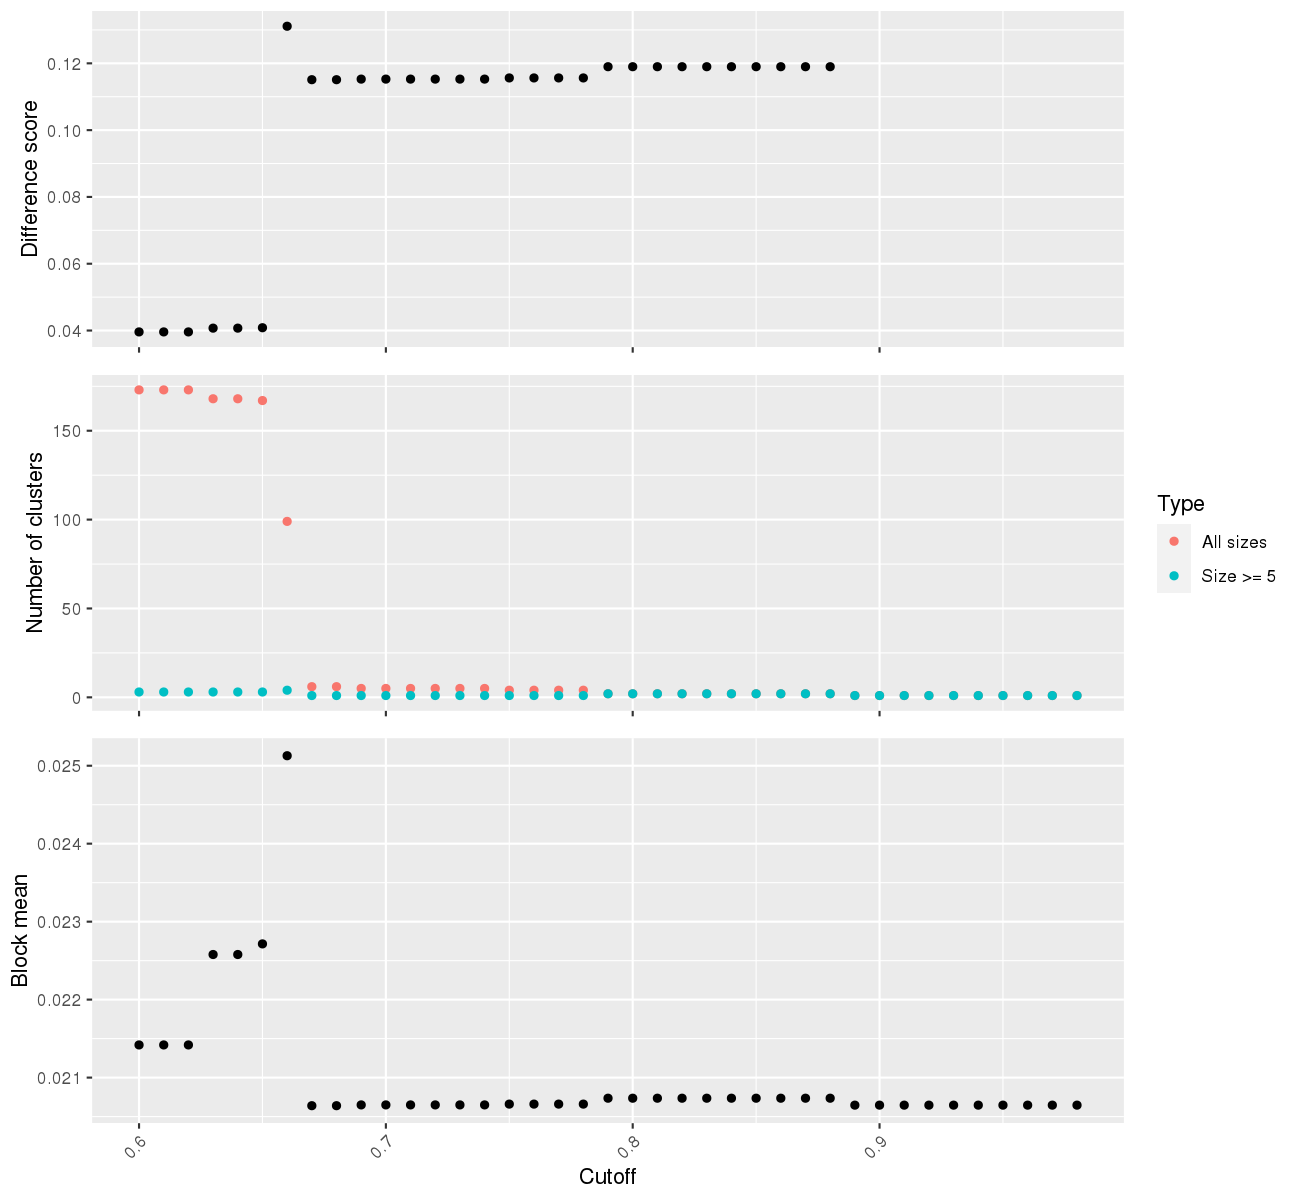 Difference score
0.12
0.10
0.08
0.06
0.04
Number of clusters
150
100
50
0
Type
All sizes
Size >= 5
Block mean
0.025
0.024
0.023
0.022
0.021
0.6
0.7
0.8
0.9
Cutoff